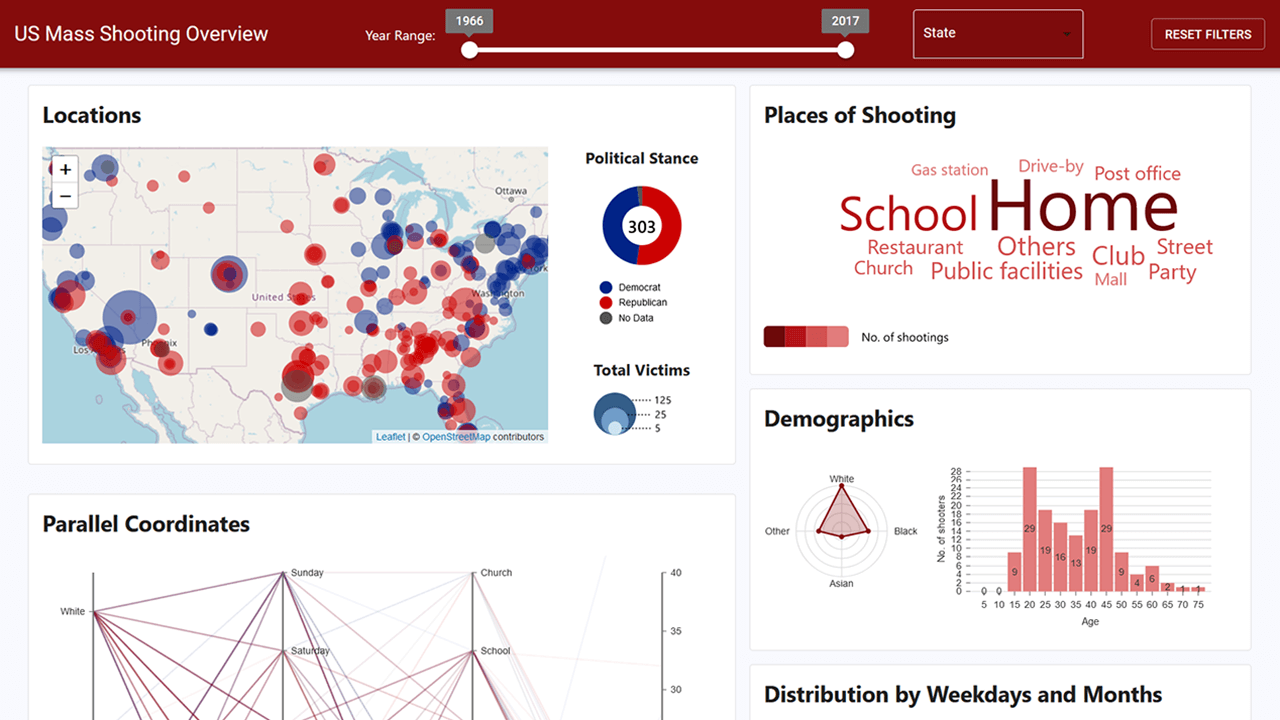 US Mass Shooting Overview
Year Range:
1966
2017
State
RESET FILTERS
Locations
+
−
Ottawa
United States
Washington
Phoenix
Leaflet | © OpenStreetMap contributors
Political Stance
303
Democrat
Republican
No Data
Total Victims
125
25
5
Places of Shooting
Gas station
Drive-by
Post office
School
Home
Restaurant
Others
Club
Street
Church
Public facilities
Mall
Party
No. of shootings
Demographics
White
Other
Black
Asian
No. of shooters
28
26
24
22
20
18
16
14
12
10
8
6
4
2
0
0 0 9 29 19 16 13 19 29 9 4 6 2 1 1
5 10 15 20 25 30 35 40 45 50 55 60 65 70 75
Age
Parallel Coordinates
White
Sunday
Saturday
Church
School
40
35
30
Distribution by Weekdays and Months